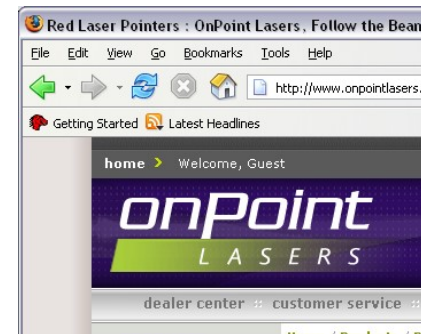 Red Laser Pointers : OnPoint Lasers, Follow the Bean
File Edit View Go Bookmarks Tools Help
http://www.onpointlasers.
Getting Started Latest Headlines
home > Welcome, Guest
onPoint
LASERS
dealer center :: customer service ::